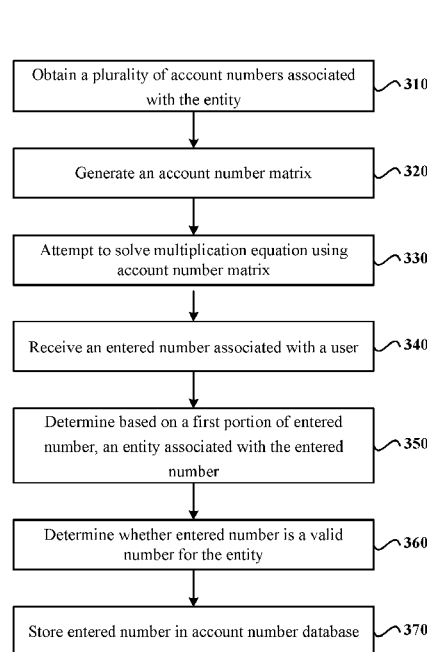 Obtain a plurality of account numbers associated
with the entity
310
Generate an account number matrix
320
Attempt to solve multiplication equation using
account number matrix
330
Receive an entered number associated with a user
340
Determine based on a first portion of entered
number, an entity associated with the entered
number
350
Determine whether entered number is a valid
number for the entity
360
Store entered number in account number database
370